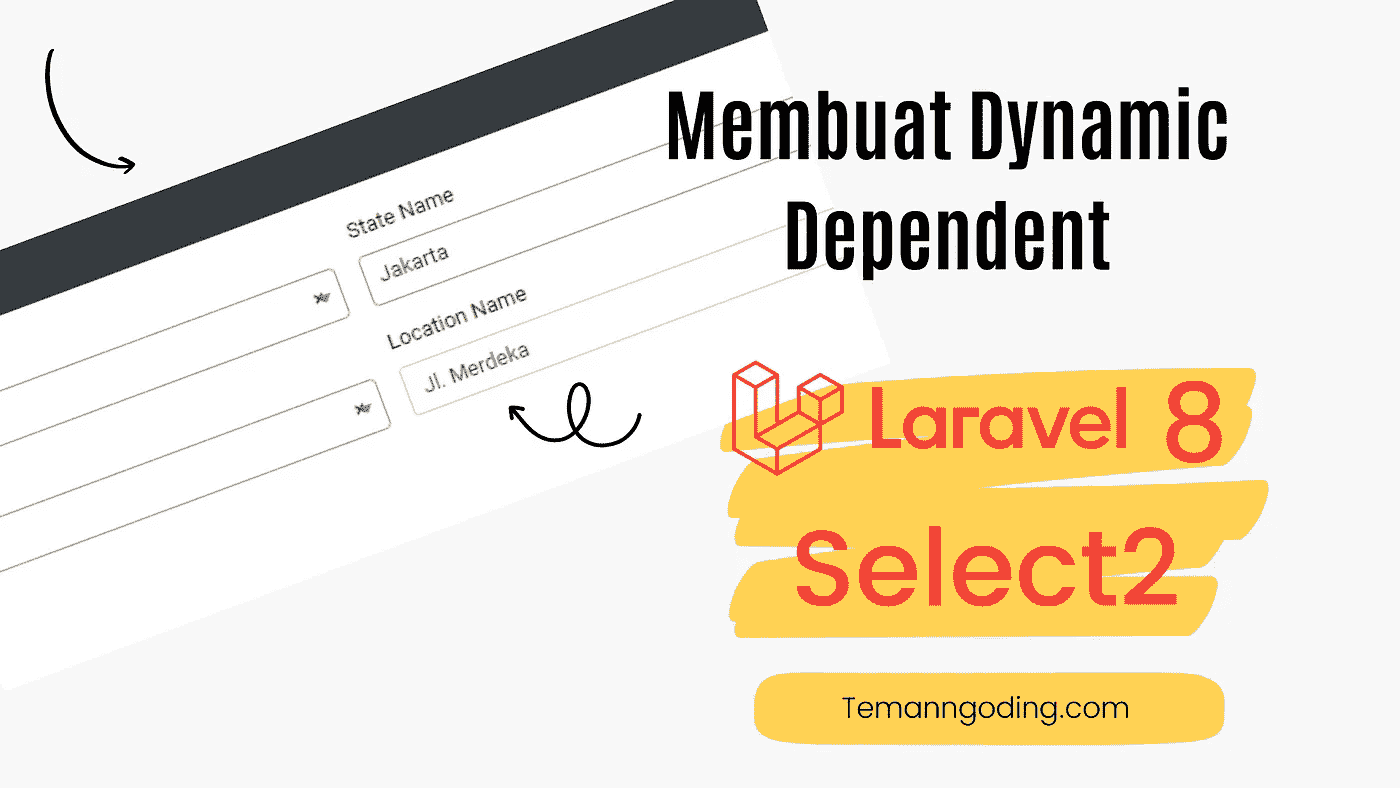 Membuat Dynamic
Dependent
State Name
Jakarta
Location Name
Jl. Merdeka
Laravel 8
Select2
Temanngoding.com